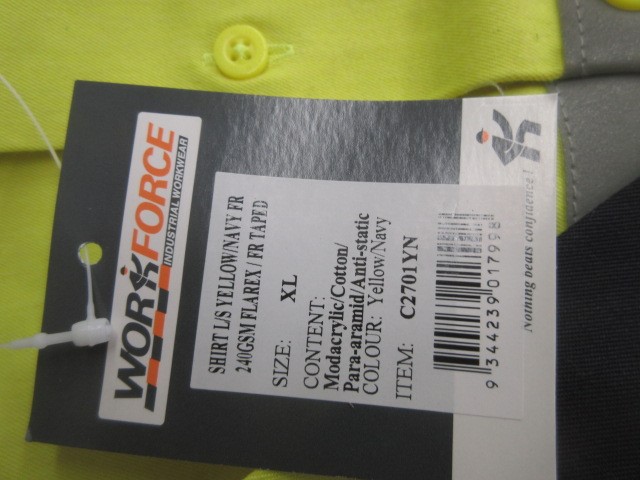 WORKFORCE
INDUSTRIAL WORKWEAR
SHIRT L/S YELLOW/NAVY FR
240GSM FLAREX / FR TAPED
SIZE: XL
CONTENT:
Modacrylic/Cotton/
Para-aramid/Anti-static
COLOUR: Yellow/Navy
ITEM: C2701YN
9 344239 017998
Nothing beats confidence !